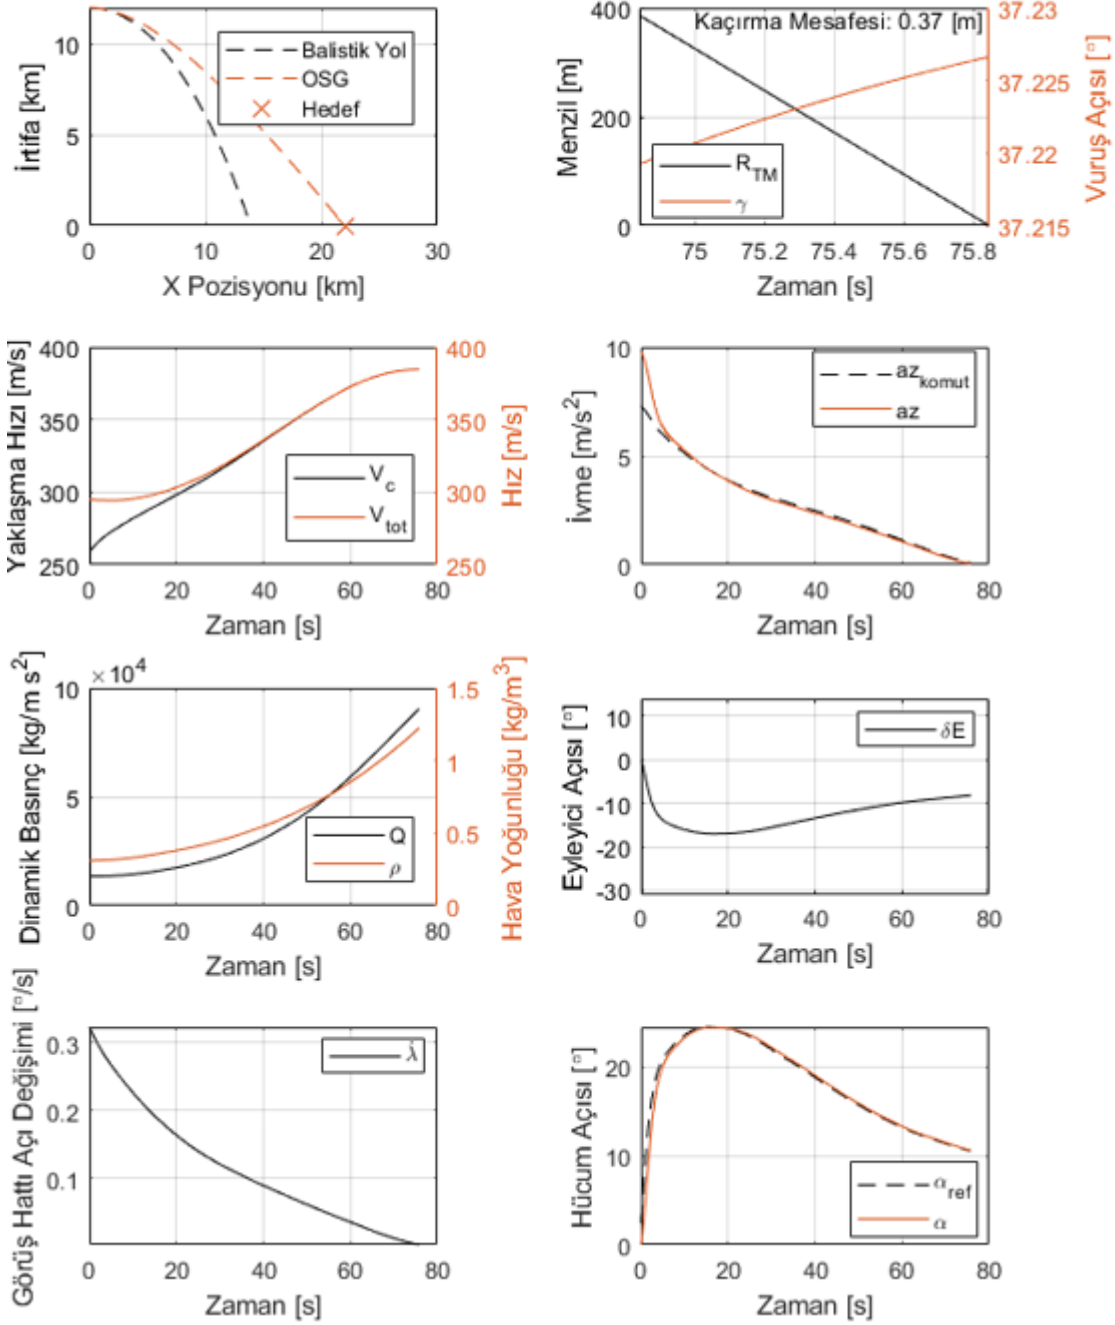 İrtifa [km]
10
5
0
Balistik Yol
OSG
Hedef
0 10 20 30
X Pozisyonu [km]
Menzil [m]
400
200
0
Kaçırma Mesafesi: 0.37 [m]
R_TM
γ
37.23
37.225
37.22
37.215
Vuruş Açısı [°]
75 75.2 75.4 75.6 75.8
Zaman [s]
Yaklaşma Hızı [m/s]
400
350
300
250
V_c
V_tot
400
350
300
250
Hız [m/s]
0 20 40 60 80
Zaman [s]
İvme [m/s²]
10
5
0
az_komut
az
0 20 40 60 80
Zaman [s]
Dinamik Basınç [kg/m s²]
×10⁴
10
5
0
Q
ρ
1.5
1
0.5
0
Hava Yoğunluğu [kg/m³]
0 20 40 60 80
Zaman [s]
Eyleyici Açısı [°]
10
0
-10
-20
-30
δE
0 20 40 60 80
Zaman [s]
Görüş Hattı Açı Değişimi [°/s]
0.3
0.2
0.1
λ̇
0 20 40 60 80
Zaman [s]
Hücum Açısı [°]
20
10
0
α_ref
α
0 20 40 60 80
Zaman [s]